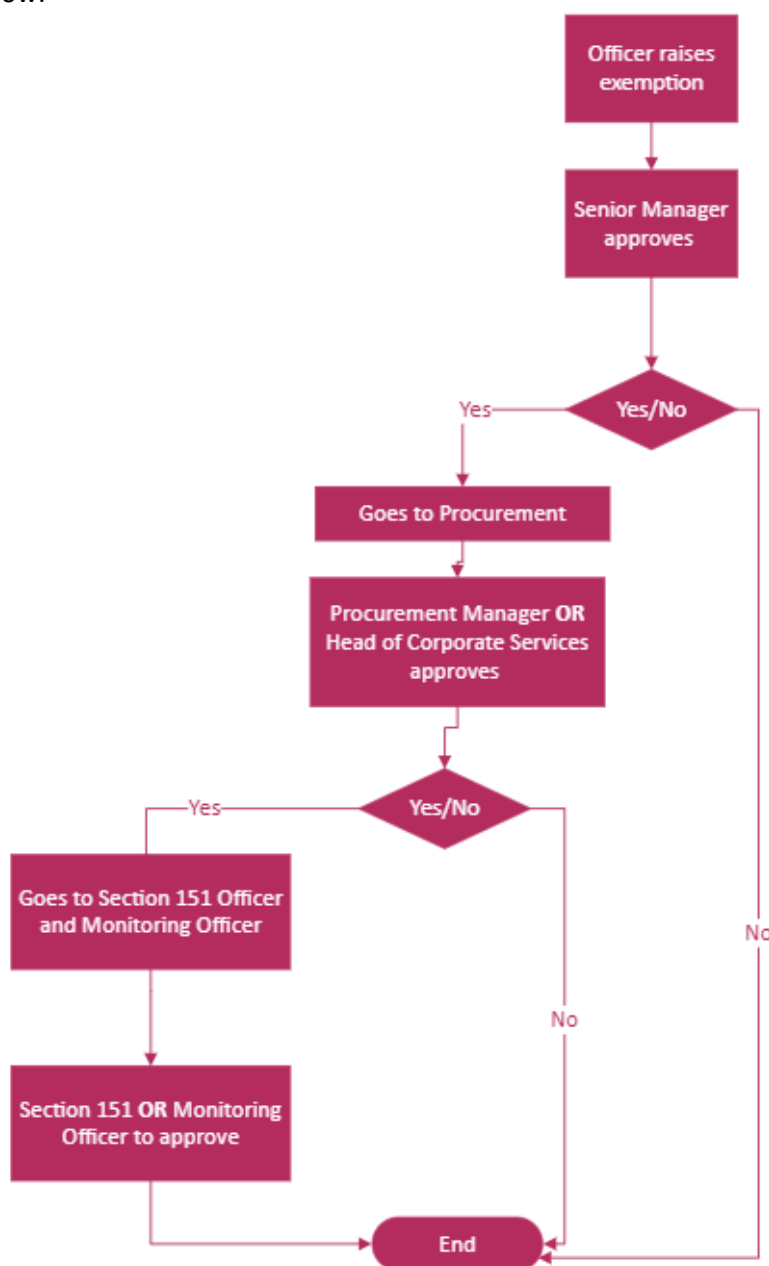 Officer raises
exemption
Senior Manager
approves
Yes/No
Yes
Goes to Procurement
Procurement Manager OR
Head of Corporate Services
approves
Yes/No
Yes
Goes to Section 151 Officer
and Monitoring Officer
No
No
Section 151 OR Monitoring
Officer to approve
End